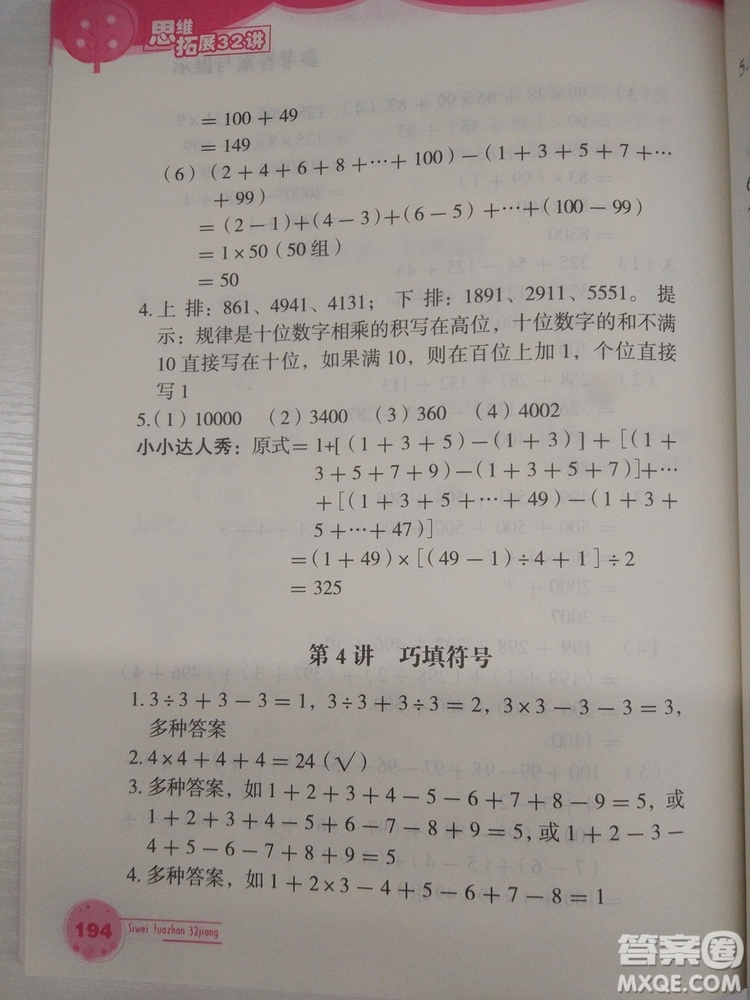 思维
拓展32讲
= 100 + 49
= 149
(6) (2 + 4 + 6 + 8 + ⋯ + 100) - (1 + 3 + 5 + 7 + ⋯
+ 99)
= (2 - 1) + (4 - 3) + (6 - 5) + ⋯ + (100 - 99)
= 1 × 50 (50 组)
= 50
4. 上排: 861、4941、4131; 下排: 1891、2911、5551。提
示: 规律是十位数字相乘的积写在高位, 十位数字的和不满
10 直接写在十位, 如果满 10, 则在百位上加 1, 个位直接
写 1
5. (1) 10000 (2) 3400 (3) 360 (4) 4002
小小达人秀: 原式 = 1+[(1 + 3 + 5) - (1 + 3)] + [(1 +
3 + 5 + 7 + 9) - (1 + 3 + 5 + 7)] + ⋯
+ [(1 + 3 + 5 + ⋯ + 49) - (1 + 3 +
5 + ⋯ + 47)]
= (1 + 49) × [(49 - 1) ÷ 4 + 1] ÷ 2
= 325
第 4 讲 巧填符号
1. 3 ÷ 3 + 3 - 3 = 1, 3 ÷ 3 + 3 ÷ 3 = 2, 3 × 3 - 3 - 3 = 3,
多种答案
2. 4 × 4 + 4 + 4 = 24 (√)
3. 多种答案, 如 1 + 2 + 3 + 4 - 5 - 6 + 7 + 8 - 9 = 5, 或
1 + 2 + 3 + 4 - 5 + 6 - 7 - 8 + 9 = 5, 或 1 + 2 - 3 -
4 + 5 - 6 - 7 + 8 + 9 = 5
4. 多种答案, 如 1 + 2 × 3 - 4 + 5 - 6 + 7 - 8 = 1
194
Siwei tuozhan 32jiang
答案圈
MXQE.COM